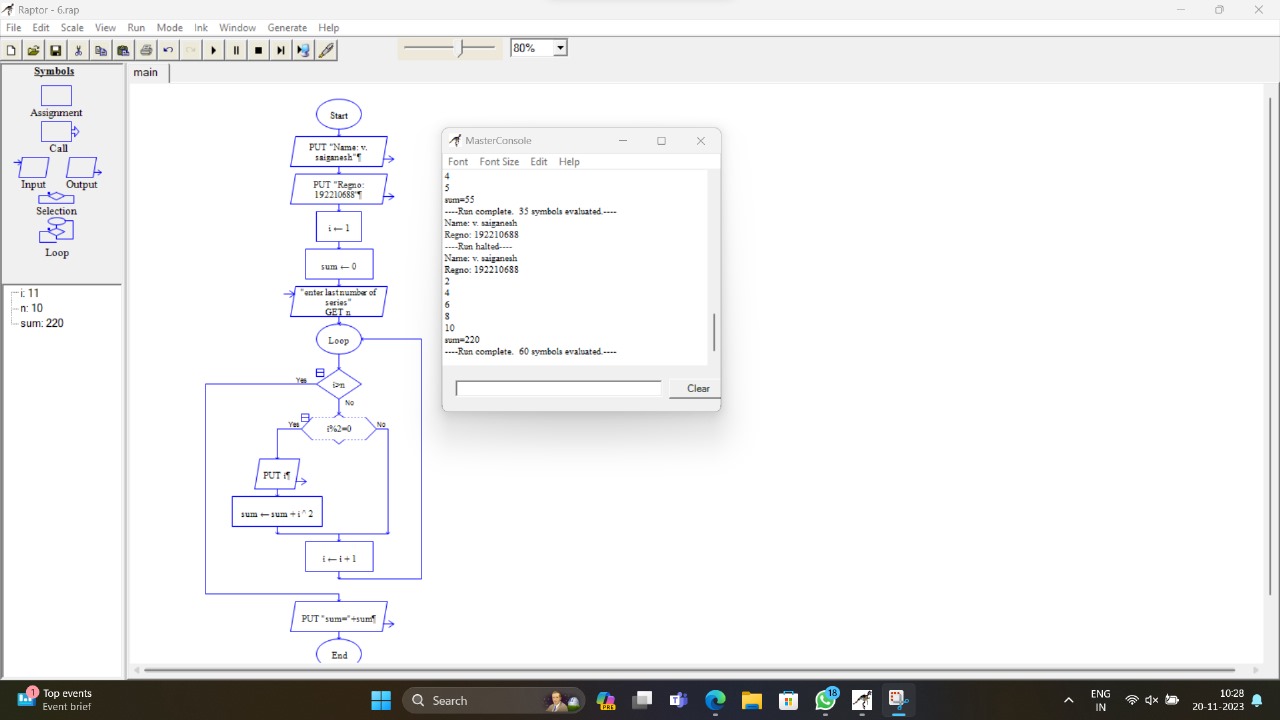 Raptor - 6.rap
File Edit Scale View Run Mode Ink Window Generate Help
80%
Symbols
Assignment
Call
Input Output
Selection
Loop
i: 11
n: 10
sum: 220
main
Start
PUT "Name: v.
saiganesh"¶
PUT "Regno:
192210688"¶
i ← 1
sum ← 0
"enter last number of
series"
GET n
Loop
i>n
Yes
No
i%2=0
Yes
No
PUT i¶
sum ← sum + i ^ 2
i ← i + 1
PUT "sum="+sum¶
End
MasterConsole
Font Font Size Edit Help
4
5
sum=55
----Run complete. 35 symbols evaluated.----
Name: v. saiganesh
Regno: 192210688
----Run halted----
Name: v. saiganesh
Regno: 192210688
2
4
6
8
10
sum=220
----Run complete. 60 symbols evaluated.----
Clear
1
Top events
Event brief
Search
PRE
18
ENG
IN
10:28
20-11-2023